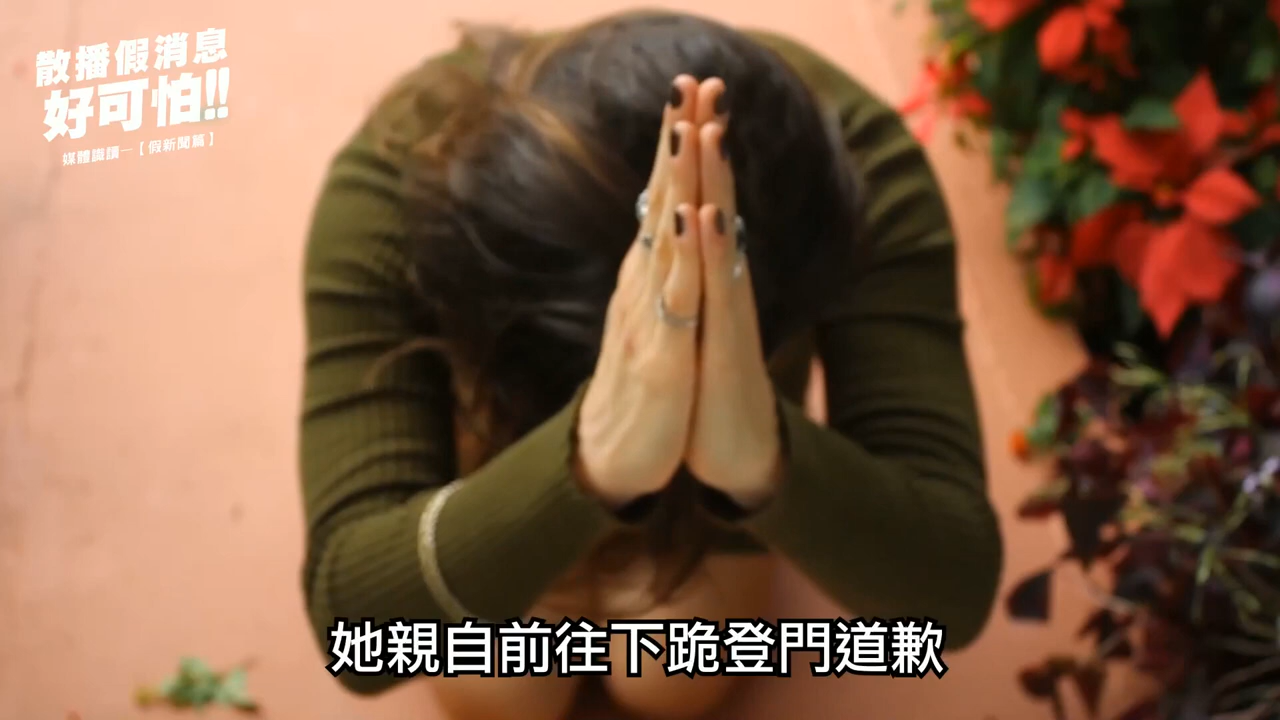 散播假消息
好可怕!!
媒體識讀—【假新聞篇】
她親自前往下跪登門道歉